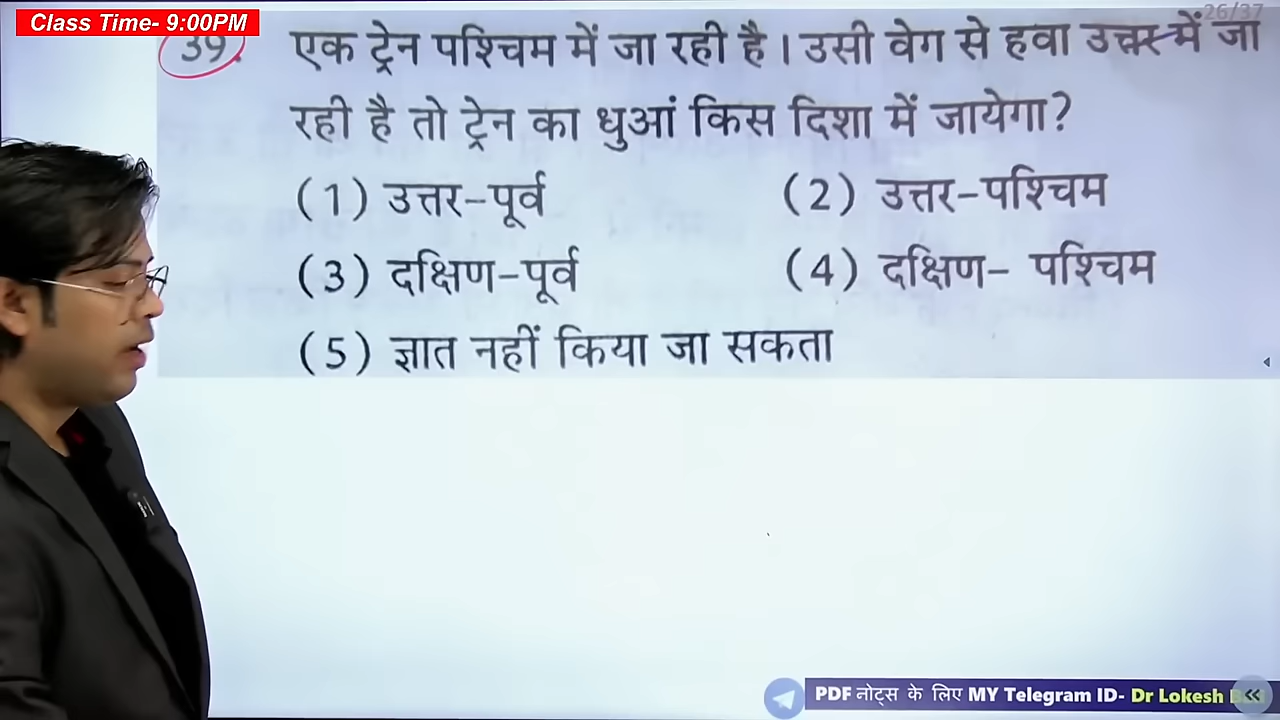 Class Time- 9:00PM
26/37
39. एक ट्रेन पश्चिम में जा रही है। उसी वेग से हवा उत्तर में जा
रही है तो ट्रेन का धुआं किस दिशा में जायेगा?
(1) उत्तर-पूर्व (2) उत्तर-पश्चिम
(3) दक्षिण-पूर्व (4) दक्षिण- पश्चिम
(5) ज्ञात नहीं किया जा सकता
PDF नोट्स के लिए MY Telegram ID- Dr Lokesh